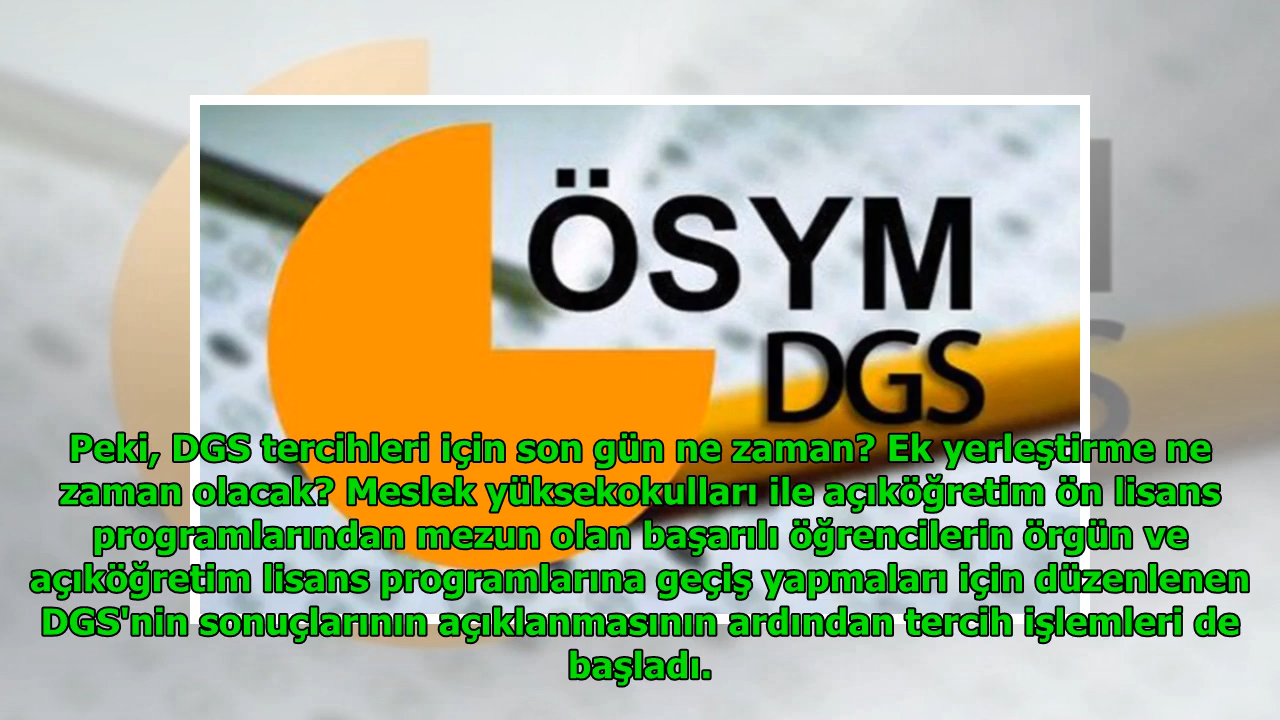 ÖSYM
DGS
Peki, DGS tercihleri için son gün ne zaman? Ek yerleştirme ne
zaman olacak? Meslek yüksekokulları ile açıköğretim ön lisans
programlarından mezun olan başarılı öğrencilerin örgün ve
açıköğretim lisans programlarına geçiş yapmaları için düzenlenen
DGS'nin sonuçlarının açıklanmasının ardından tercih işlemleri de
başladı.